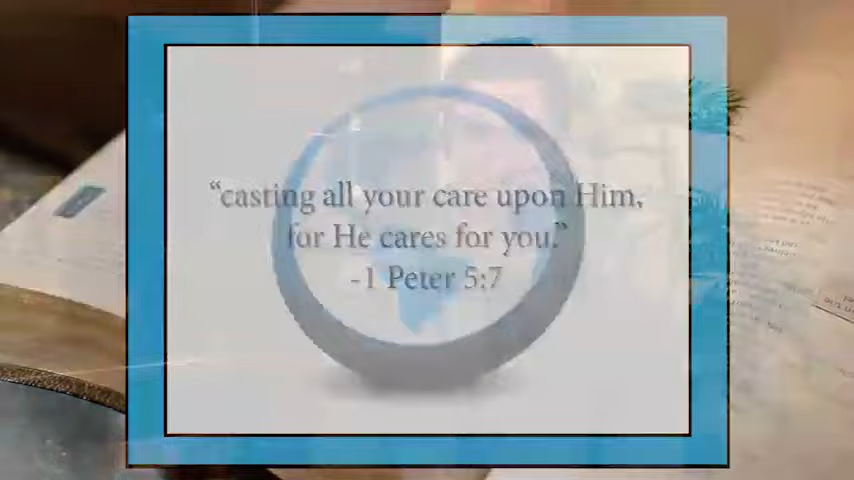 “casting all your care upon Him,
for He cares for you.”
-1 Peter 5:7